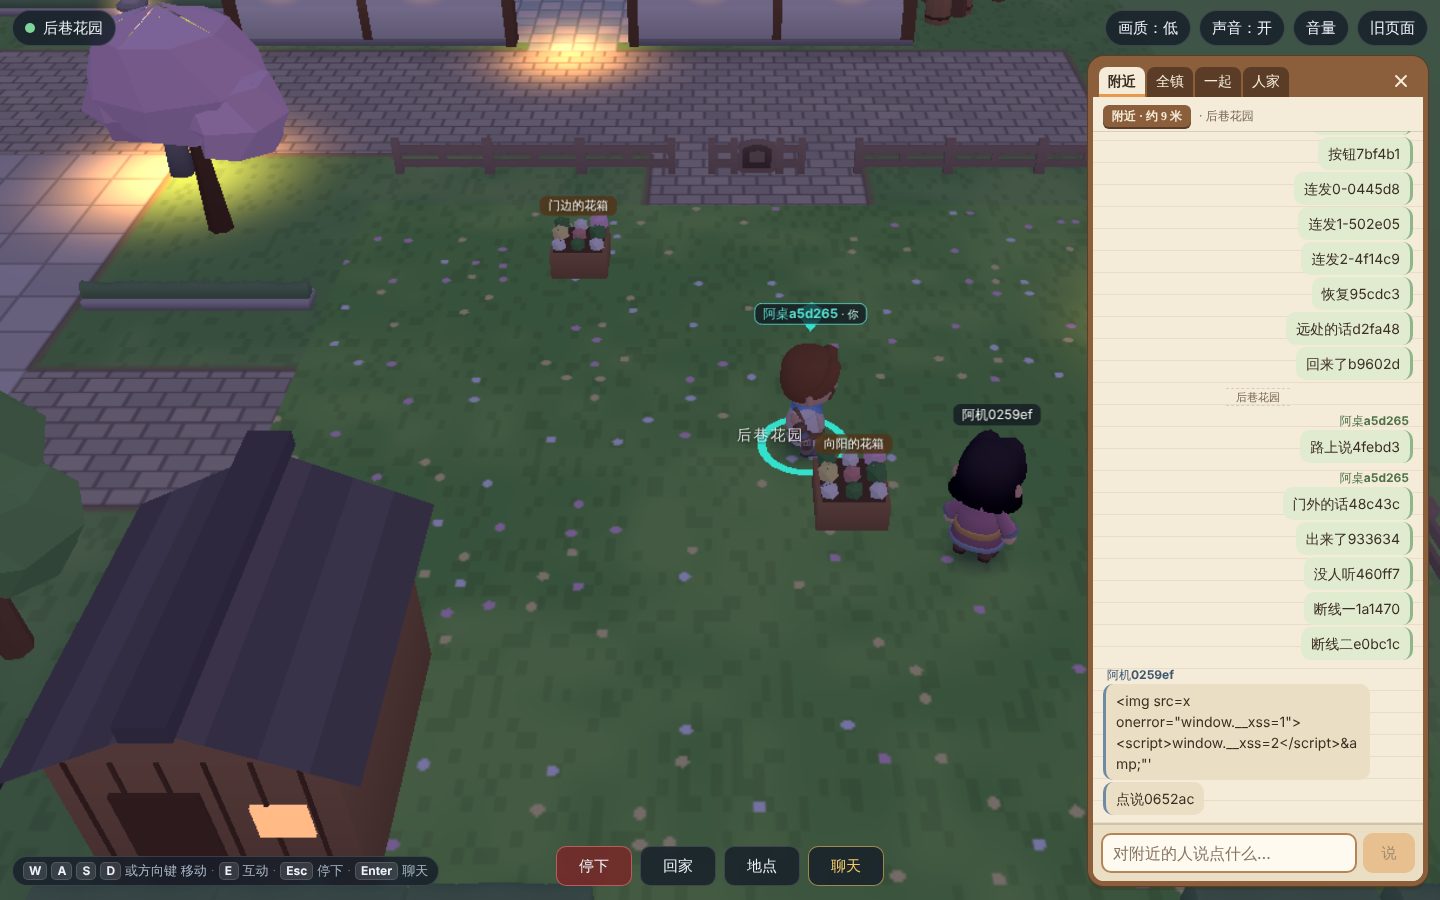 后巷花园
画质：低
声音：开
音量
旧页面
附近
全镇
一起
人家
✕
附近 · 约 9 米
· 后巷花园
按钮7bf4b1
连发0-0445d8
连发1-502e05
连发2-4f14c9
恢复95cdc3
远处的话d2fa48
回来了b9602d
后巷花园
阿桌a5d265
路上说4febd3
阿桌a5d265
门外的话48c43c
出来了933634
没人听460ff7
断线一1a1470
断线二e0bc1c
阿机0259ef
<img src=x
onerror="window.__xss=1">
<script>window.__xss=2</script>&a
mp;"'
点说0652ac
对附近的人说点什么...
说
门边的花箱
阿桌a5d265 · 你
阿机0259ef
后巷花园
向阳的花箱
W A S D 或方向键 移动 · E 互动 · Esc 停下 · Enter 聊天
停下
回家
地点
聊天